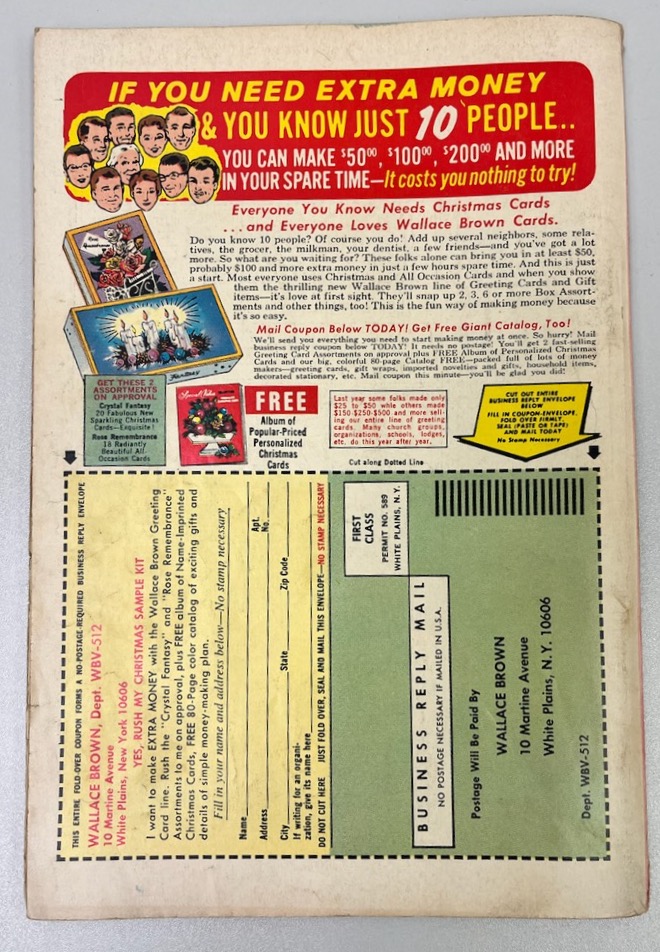 IF YOU NEED EXTRA MONEY
& YOU KNOW JUST 10 PEOPLE..
YOU CAN MAKE $50⁰⁰, $100⁰⁰, $200⁰⁰ AND MORE
IN YOUR SPARE TIME—It costs you nothing to try!
Everyone You Know Needs Christmas Cards
...and Everyone Loves Wallace Brown Cards.
Do you know 10 people? Of course you do! Add up several neighbors, some rela-
tives, the grocer, the milkman, your dentist, a few friends—and you've got a lot
more. So what are you waiting for? These folks alone can bring you in at least $50,
probably $100 and more extra money in just a few hours spare time. And this is just
a start. Most everyone uses Christmas and All Occasion Cards and when you show
them the thrilling new Wallace Brown line of Greeting Cards and Gift
items—it's love at first sight. They'll snap up 2, 3, 6 or more Box Assort-
ments and other things, too! This is the fun way of making money because
it's so easy.
Mail Coupon Below TODAY! Get Free Giant Catalog, Too!
We'll send you everything you need to start making money at once. So hurry! Mail
business reply coupon below TODAY! It needs no postage! You'll get 2 fast-selling
Greeting Card Assortments on approval plus FREE Album of Personalized Christmas
Cards and our big, colorful 80-page Catalog FREE—packed full of lots of money
makers—greeting cards, gift wraps, imported novelties and gifts, household items,
decorated stationery, etc. Mail coupon this minute—you'll be glad you did!
Fantasy
GET THESE 2
ASSORTMENTS
ON APPROVAL
Crystal Fantasy
20 Fabulous New
Sparkling Christmas
Cards—Exquisite!
Rose Remembrance
18 Radiantly
Beautiful All
Occasion Cards
FREE
Album of
Popular-Priced
Personalized
Christmas
Cards
Last year some folks made only
$25 to $50 while others made
$150-$250-$500 and more sell-
ing our entire line of greeting
cards. Many church groups,
organizations, schools, lodges,
etc. do this year after year.
Cut along Dotted Line
CUT OUT ENTIRE
BUSINESS REPLY ENVELOPE
BELOW
FILL IN COUPON-ENVELOPE,
FOLD OVER FIRMLY,
SEAL (PASTE OR TAPE)
AND MAIL TODAY
No Stamp Necessary
THIS ENTIRE FOLD-OVER COUPON FORMS A NO-POSTAGE-REQUIRED BUSINESS REPLY ENVELOPE
WALLACE BROWN, Dept. WBV-512
10 Martine Avenue
White Plains, New York 10606
YES, RUSH MY CHRISTMAS SAMPLE KIT
I want to make EXTRA MONEY with the Wallace Brown Greeting
Card line. Rush the "Crystal Fantasy" and "Rose Remembrance"
Assortments to me on approval, plus FREE album of Name-Imprinted
Christmas Cards, FREE 80-Page color catalog of exciting gifts and
details of simple money-making plan.
Fill in your name and address below—No stamp necessary
Name
Address Apt. No.
City State Zip Code
If writing for an organi-
zation, give its name here
DO NOT CUT HERE JUST FOLD OVER, SEAL AND MAIL THIS ENVELOPE—NO STAMP NECESSARY
FIRST
CLASS
PERMIT NO. 589
WHITE PLAINS, N.Y.
BUSINESS REPLY MAIL
NO POSTAGE NECESSARY IF MAILED IN U.S.A.
Postage Will Be Paid By
WALLACE BROWN
10 Martine Avenue
White Plains, N.Y. 10606
Dept. WBV-512